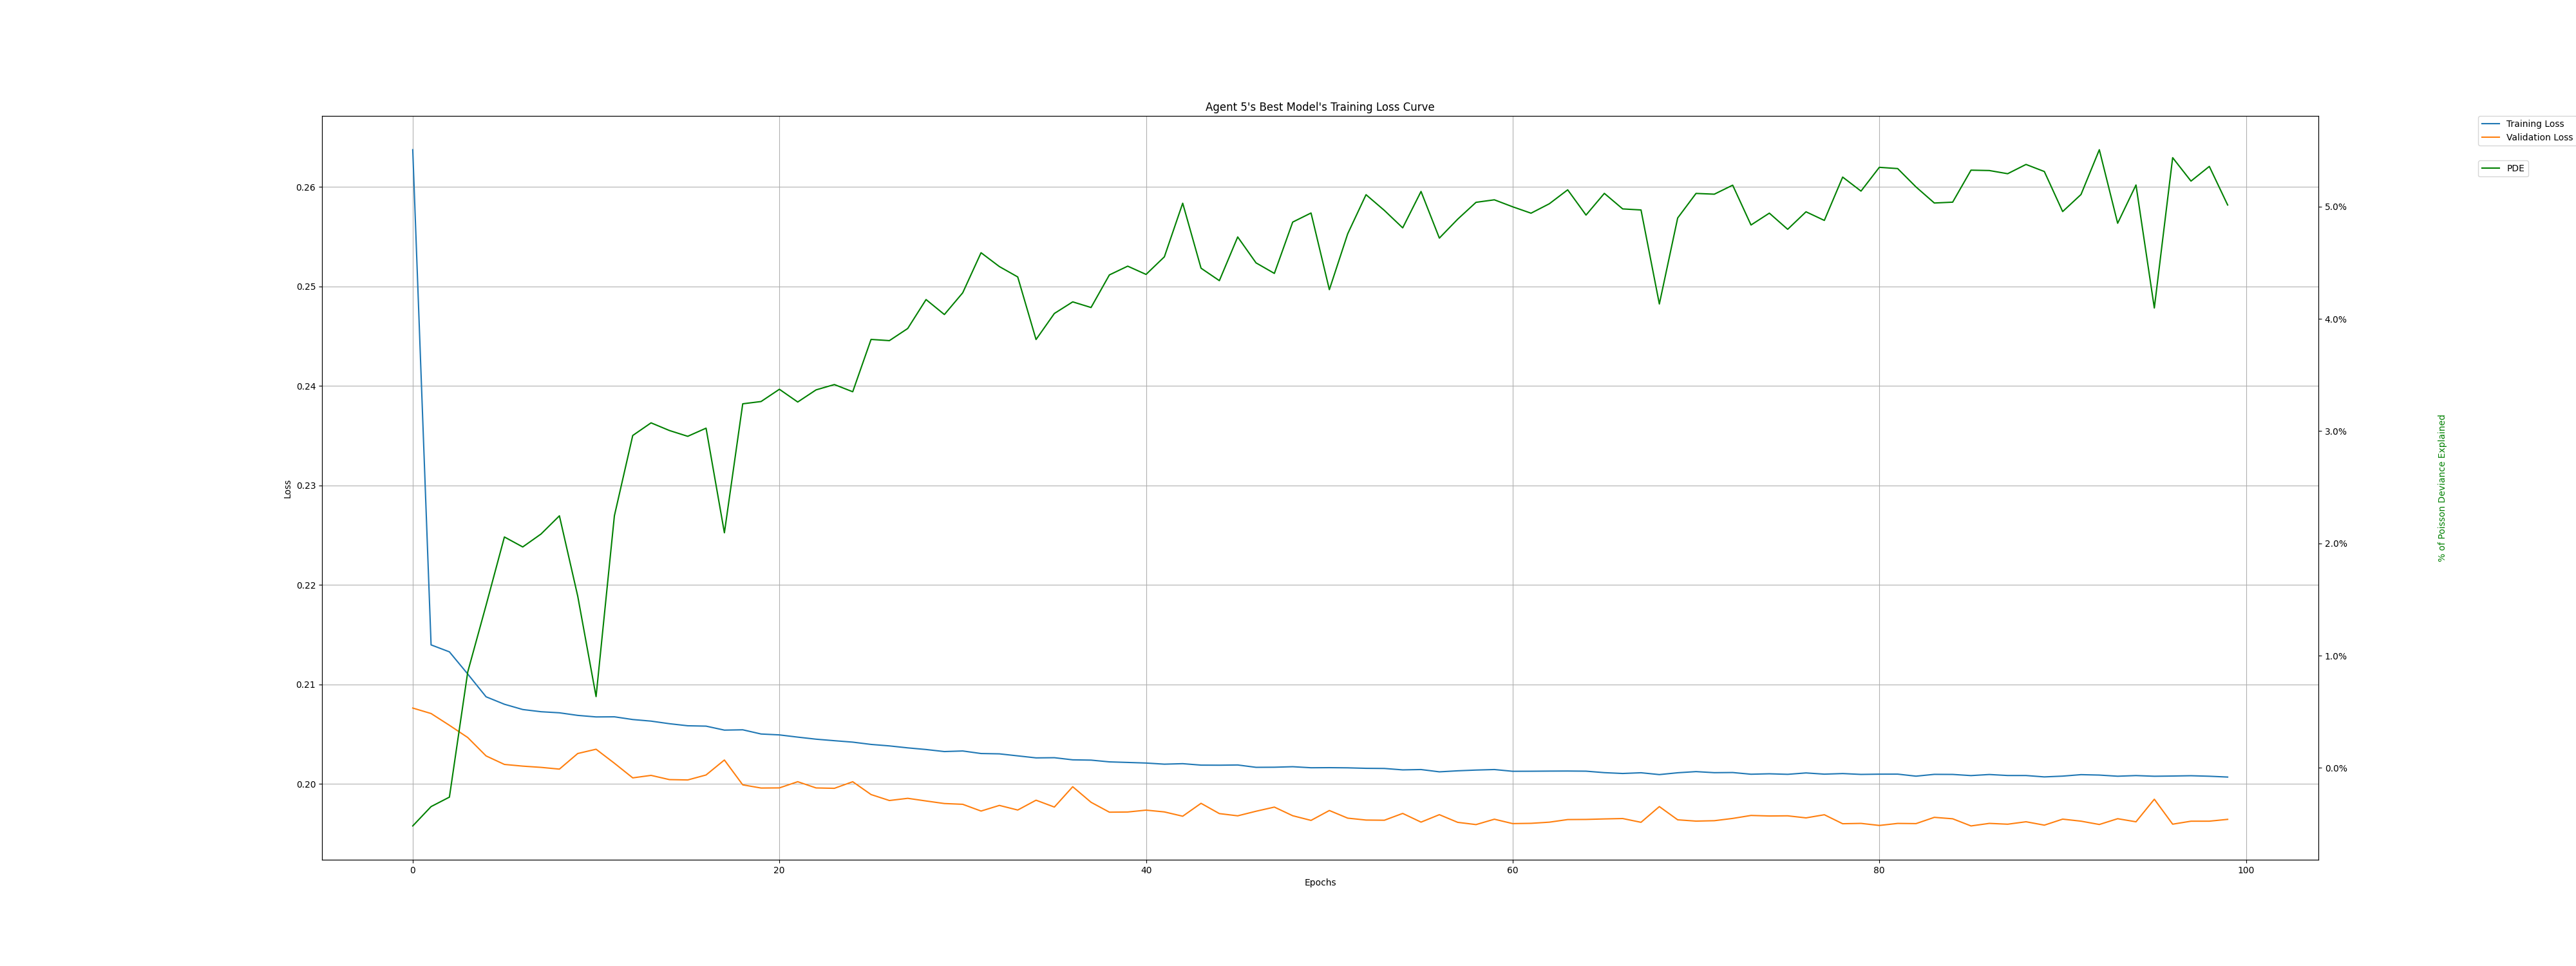 Agent 5's Best Model's Training Loss Curve
Training Loss
Validation Loss
PDE
0.26
0.25
0.24
0.23
0.22
0.21
0.20
Loss
5.0%
4.0%
3.0%
2.0%
1.0%
0.0%
% of Poisson Deviance Explained
0
20
40
60
80
100
Epochs